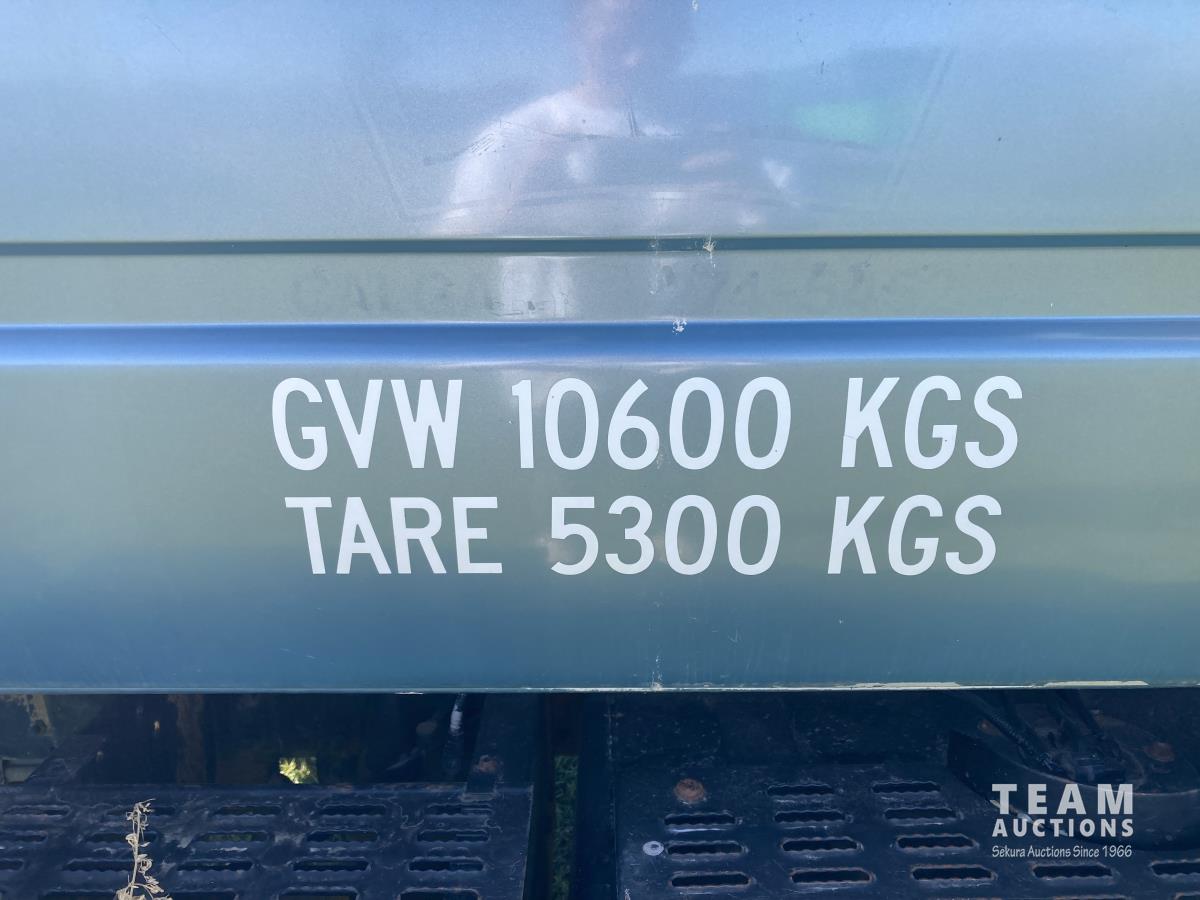 GVW 10600 KGS
TARE 5300 KGS
TEAM
AUCTIONS
Sekura Auctions Since 1966